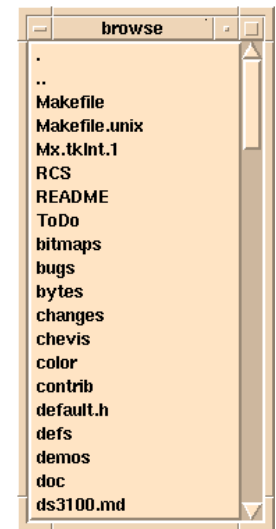 browse
.
..
Makefile
Makefile.unix
Mx.tkInt.1
RCS
README
ToDo
bitmaps
bugs
bytes
changes
chevis
color
contrib
default.h
defs
demos
doc
ds3100.md